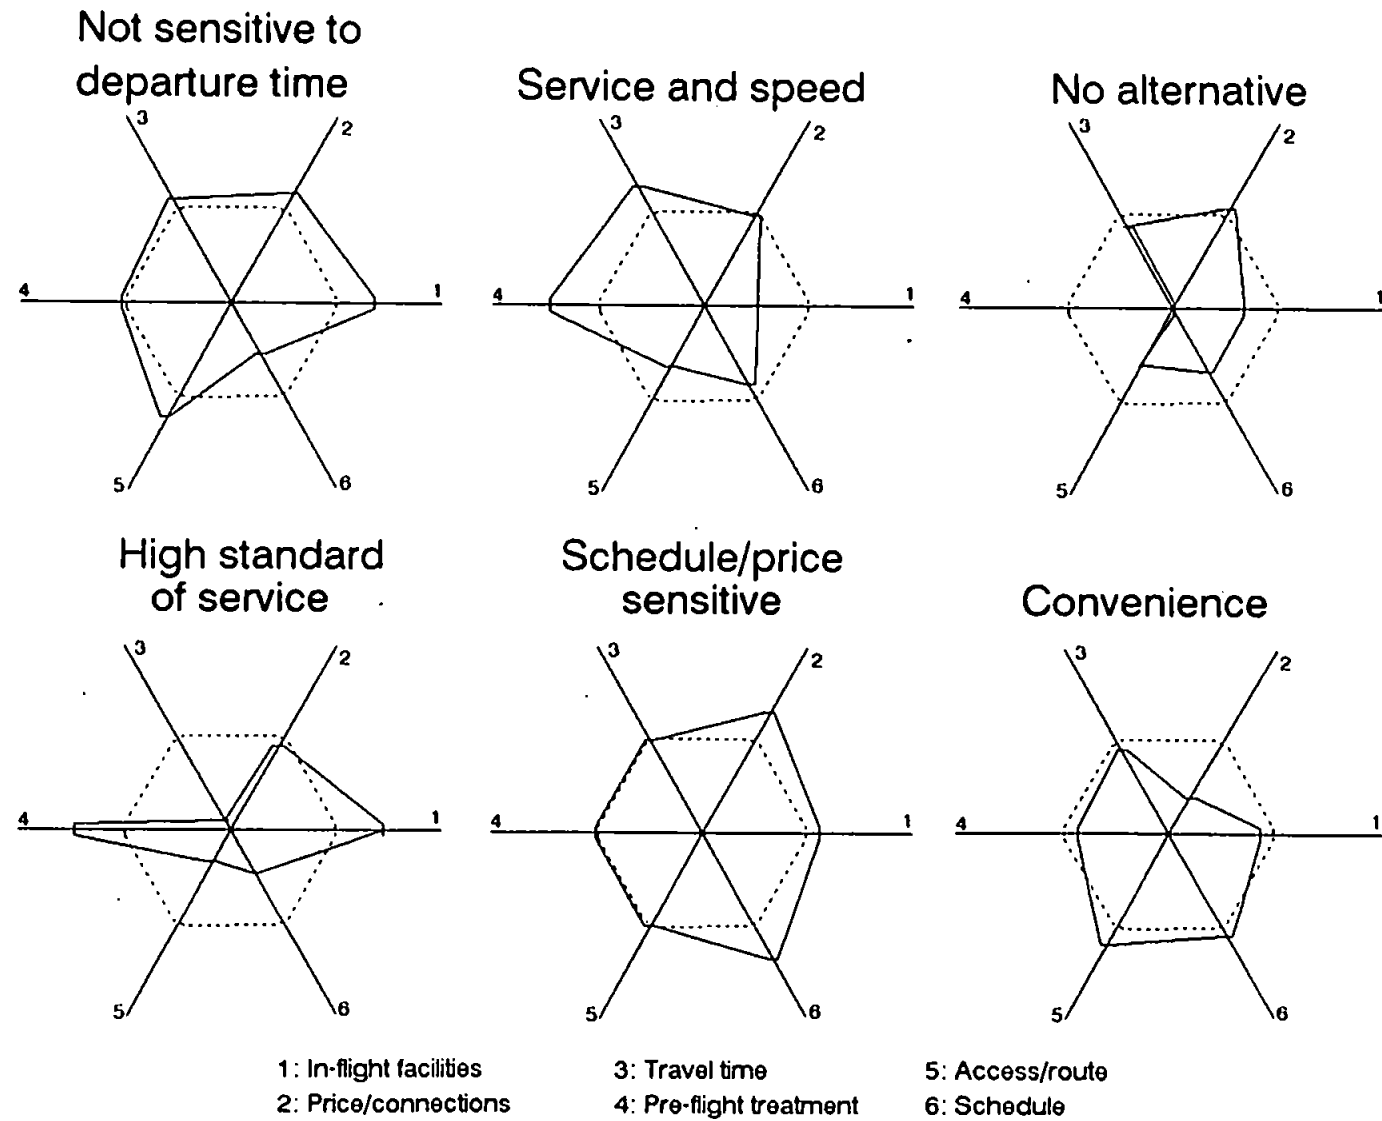 Not sensitive to
departure time
3
2
4
1
5
6
Service and speed
3
2
4
1
5
6
No alternative
3
2
4
1
5
6
High standard
of service
3
2
4
1
5
6
Schedule/price
sensitive
3
2
4
1
5
6
Convenience
3
2
4
1
5
6
1: In-flight facilities
2: Price/connections
3: Travel time
4: Pre-flight treatment
5: Access/route
6: Schedule